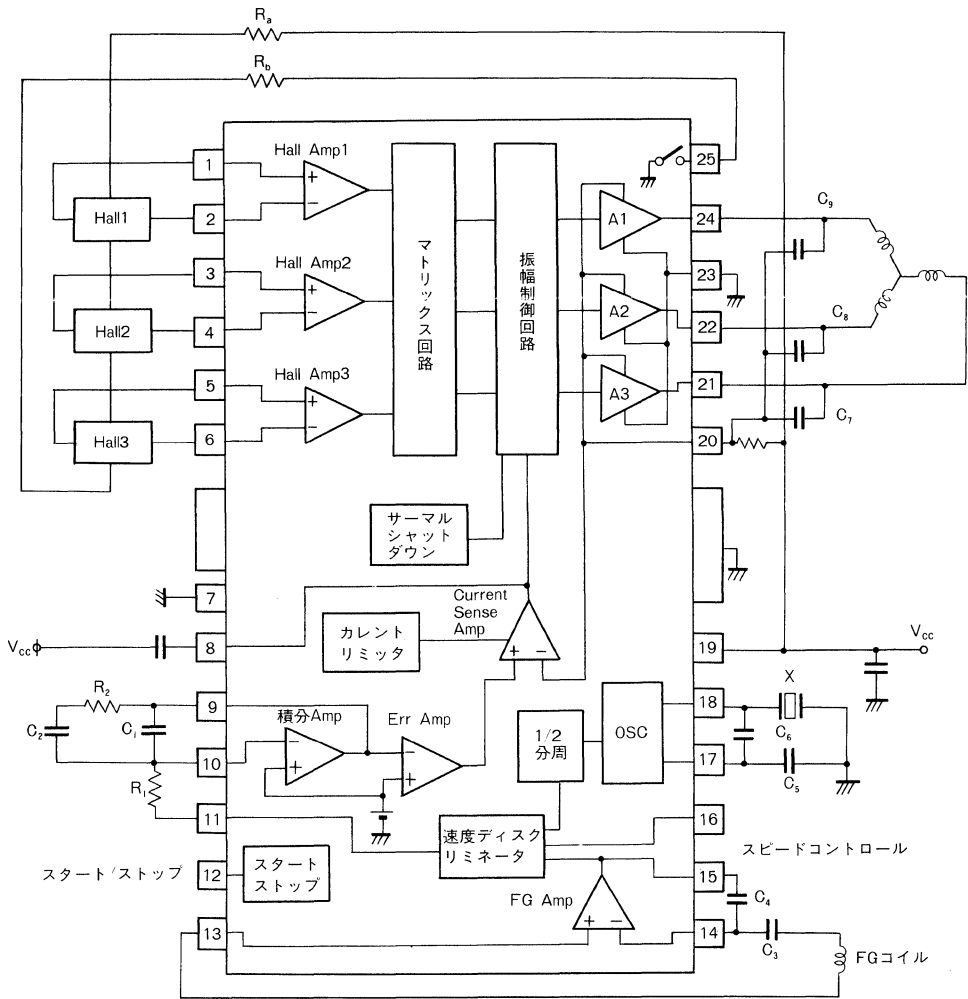 Ra
Rb
Hall Amp1
1
25
+
−
Hall1
2
A1
24
C9
マトリックス回路
振幅制御回路
3
Hall Amp2
23
+
−
Hall2
4
A2
22
C8
5
Hall Amp3
21
+
−
A3
C7
Hall3
6
20
サーマル
シャット
ダウン
7
Current
Sense
Amp
カレント
リミッタ
+ −
Vcc
8
19
Vcc
R2
9
18
X
C2
C1
積分Amp
Err Amp
1/2
分周
OSC
C6
−
+
−
+
10
17
C5
R1
11
16
速度ディスク
リミネータ
スピードコントロール
スタート/ストップ
12
スタート
ストップ
15
FG Amp
C4
+ −
13
14
C3
FGコイル